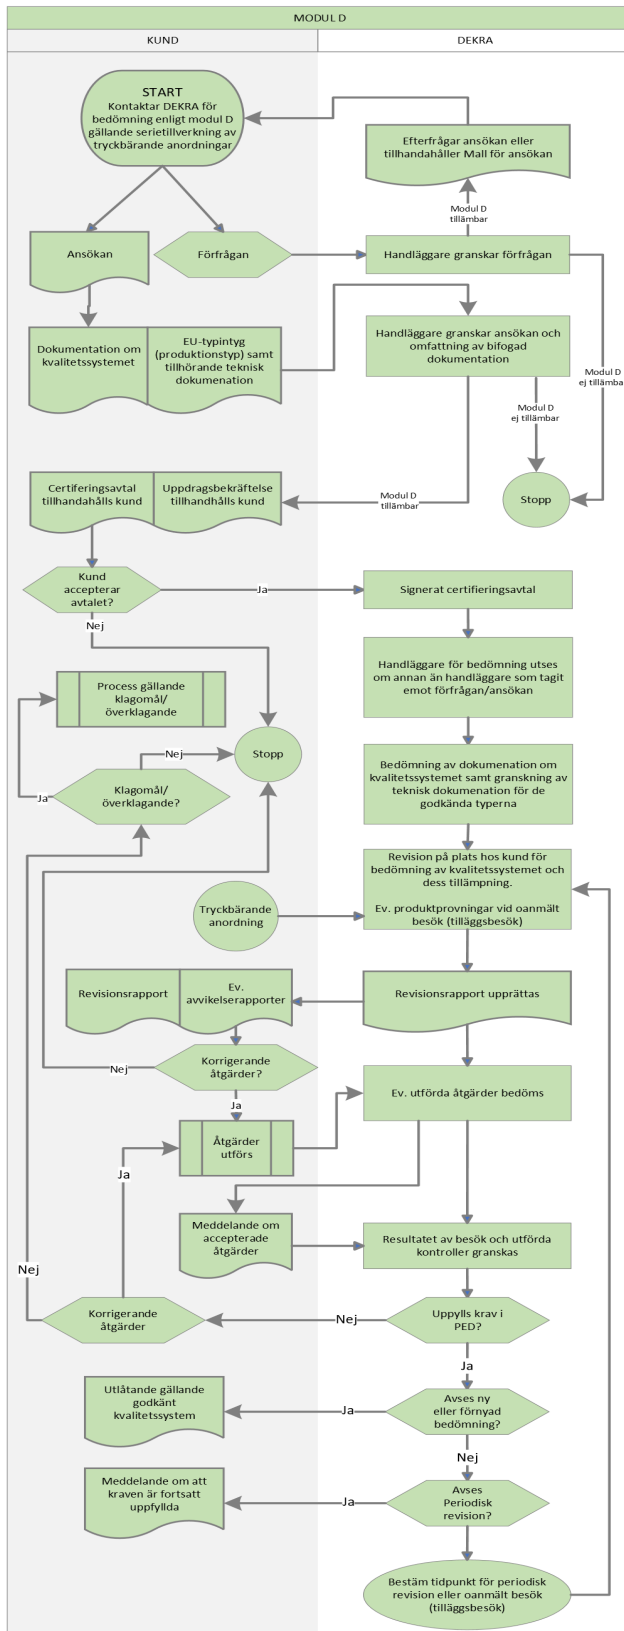 MODUL D
KUND
DEKRA
START
Kontaktar DEKRA för
bedömning enligt modul D
gällande serietillverkning av
tryckbärande anordningar
Efterfrågar ansökan eller
tillhandahåller Mall för ansökan
Modul D
tillämbar
Ansökan
Förfrågan
Handläggare granskar förfrågan
Dokumentation om
kvalitetssystemet
EU-typintyg
(produktionstyp) samt
tillhörande teknisk
dokumenation
Handläggare granskar ansökan och
omfattning av bifogad
dokumentation
Modul D
ej tillämbar
Modul D
ej tillämbar
Certiferingsavtal
tillhandahålls kund
Uppdragsbekräftelse
tillhandhålls kund
Modul D
tillämbar
Stopp
Kund
accepterar
avtalet?
Ja
Signerat certifieringsavtal
Nej
Handläggare för bedömning utses
om annan än handläggare som tagit
emot förfrågan/ansökan
Process gällande
klagomål/
överklagande
Nej
Stopp
Ja
Klagomål/
överklagande?
Bedömning av dokumenation om
kvalitetssystemet samt granskning av
teknisk dokumenation för de
godkända typerna
Revision på plats hos kund för
bedömning av kvalitetssystemet och
dess tillämpning.
Ev. produktprovningar vid oanmält
besök (tilläggsbesök)
Tryckbärande
anordning
Revisionsrapport
Ev.
avvikelserapporter
Revisionsrapport upprättas
Nej
Korrigerande
åtgärder?
Ja
Ev. utförda åtgärder bedöms
Åtgärder
utförs
Ja
Meddelande om
accepterade
åtgärder
Resultatet av besök och utförda
kontroller granskas
Nej
Korrigerande
åtgärder
Nej
Uppylls krav i
PED?
Ja
Utlåtande gällande
godkänt
kvalitetssystem
Ja
Avses ny
eller förnyad
bedömning?
Nej
Meddelande om att
kraven är fortsatt
uppfyllda
Ja
Avses
Periodisk
revision?
Bestäm tidpunkt för periodisk
revision eller oanmält besök
(tilläggsbesök)